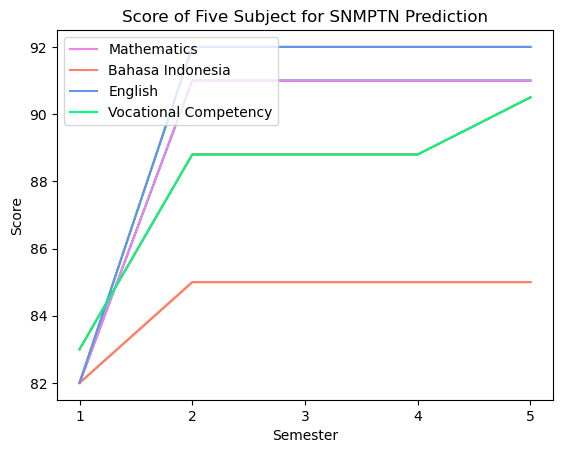 Score of Five Subject for SNMPTN Prediction
Mathematics
Bahasa Indonesia
English
Vocational Competency
92
90
88
86
84
82
Score
1 2 3 4 5
Semester